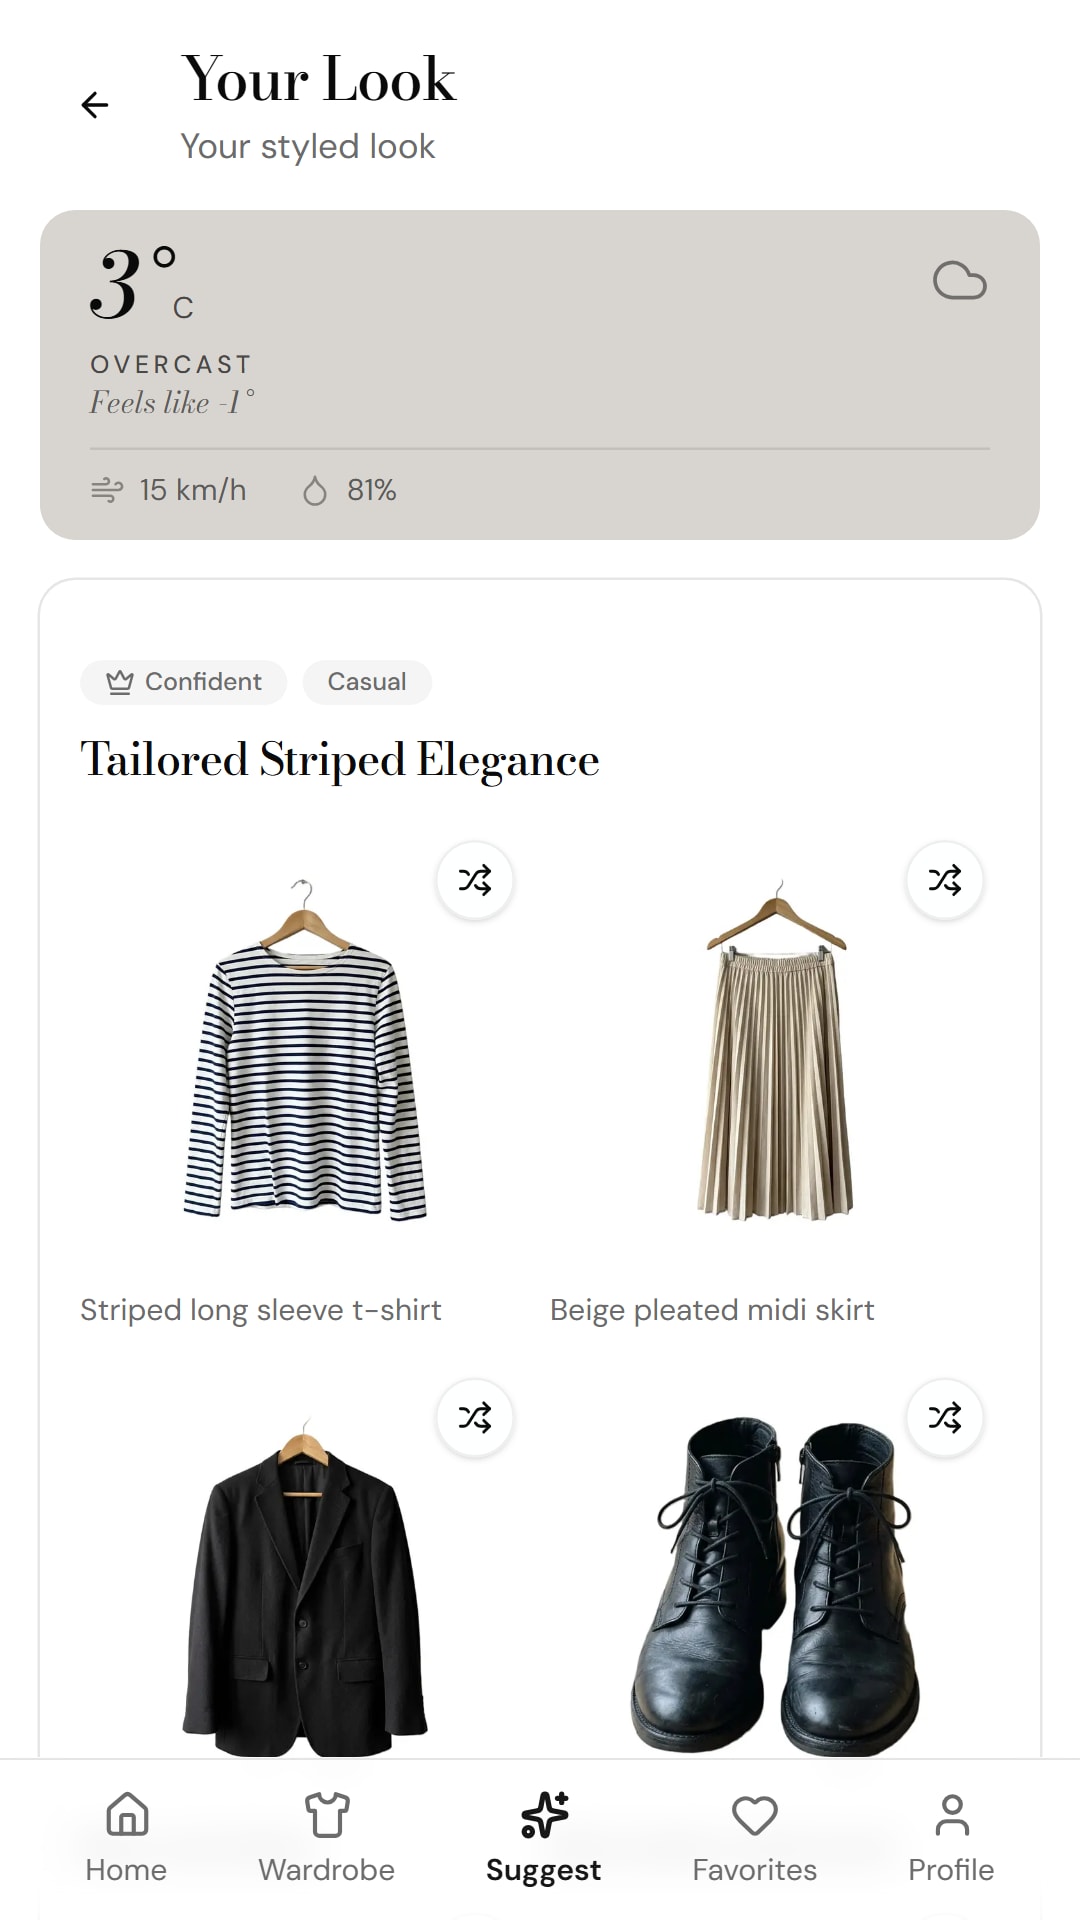 Your Look
Your styled look
3°C
OVERCAST
Feels like -1°
15 km/h 81%
Confident Casual
Tailored Striped Elegance
Striped long sleeve t-shirt Beige pleated midi skirt
Home Wardrobe Suggest Favorites Profile